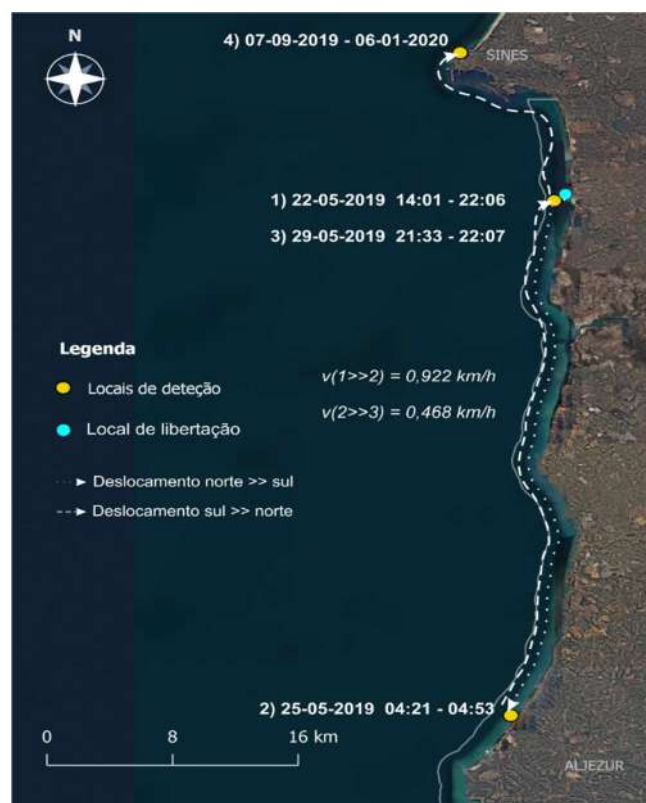 N
4) 07-09-2019 - 06-01-2020
SINES
1) 22-05-2019 14:01 - 22:06
3) 29-05-2019 21:33 - 22:07
Legenda
Locais de deteção
Local de libertação
Deslocamento norte >> sul
Deslocamento sul >> norte
v(1>>2) = 0,922 km/h
v(2>>3) = 0,468 km/h
2) 25-05-2019 04:21 - 04:53
0 8 16 km
ALJEZUR